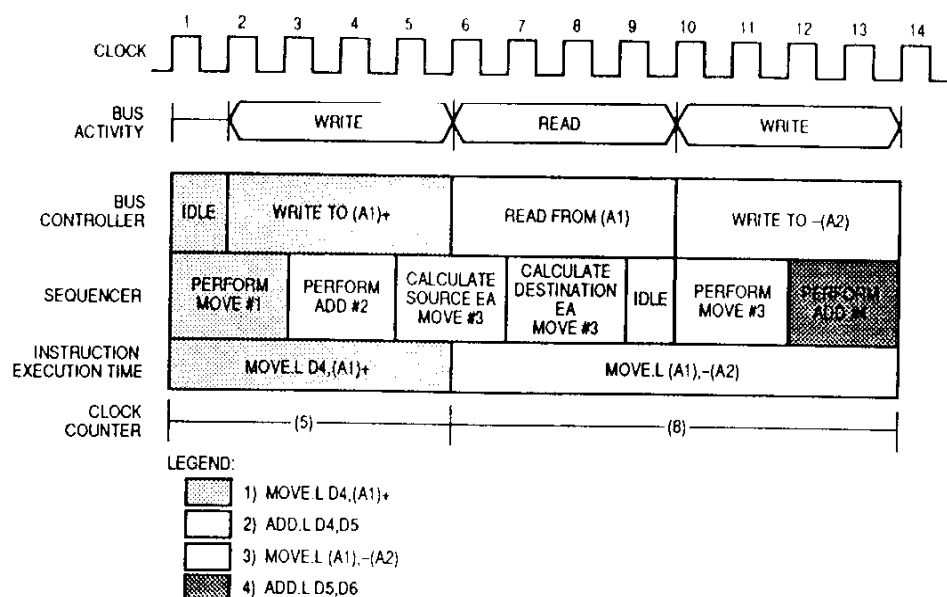 1 2 3 4 5 6 7 8 9 10 11 12 13 14
CLOCK
BUS
ACTIVITY
WRITE
READ
WRITE
BUS
CONTROLLER
IDLE
WRITE TO (A1)+
READ FROM (A1)
WRITE TO –(A2)
SEQUENCER
PERFORM
MOVE #1
PERFORM
ADD #2
CALCULATE
SOURCE EA
MOVE #3
CALCULATE
DESTINATION
EA
MOVE #3
IDLE
PERFORM
MOVE #3
PERFORM
ADD #4
INSTRUCTION
EXECUTION TIME
MOVE.L D4,(A1)+
MOVE.L (A1),–(A2)
CLOCK
COUNTER
(5)
(8)
LEGEND:
1) MOVE.L D4,(A1)+
2) ADD.L D4,D5
3) MOVE.L (A1),–(A2)
4) ADD.L D5,D6